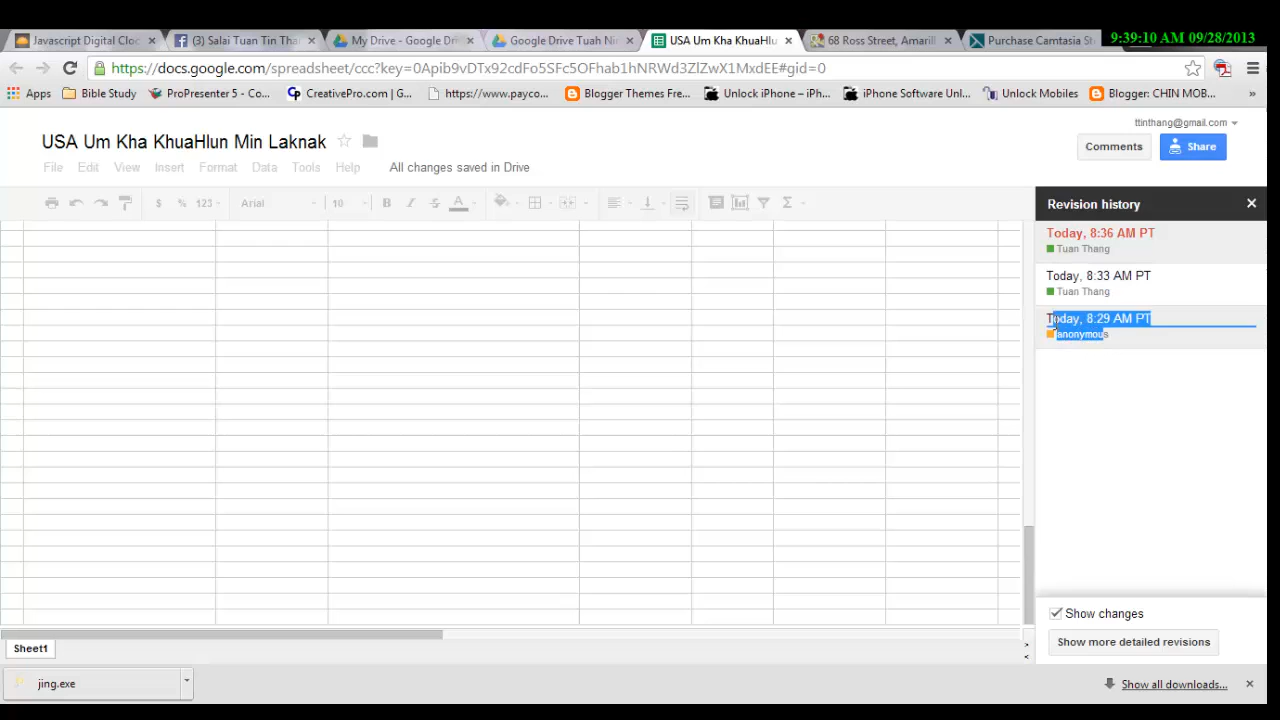 9:39:10 AM 09/28/2013
Javascript Digital Cloc
(3) Salai Tuan Tin Tha
My Drive - Google Dri
Google Drive Tuah Nin
USA Um Kha KhuaHlu
68 Ross Street, Amarill
Purchase Camtasia St
https://docs.google.com/spreadsheet/ccc?key=0Apib9vDTx92cdFo5SFc5OFhab1hNRWd3ZlZwX1MxdEE#gid=0
Apps
Bible Study
ProPresenter 5 - Co...
CreativePro.com | G...
https://www.payco...
Blogger Themes Fre...
Unlock iPhone – iPh...
iPhone Software Unl...
Unlock Mobiles
Blogger: CHIN MOB...
»
ttinthang@gmail.com
USA Um Kha KhuaHlun Min Laknak
Comments
Share
File Edit View Insert Format Data Tools Help
All changes saved in Drive
$ % 123 Arial 10 B I S A Σ
Revision history
Today, 8:36 AM PT
Tuan Thang
Today, 8:33 AM PT
Tuan Thang
Today, 8:29 AM PT
anonymous
Show changes
Show more detailed revisions
Sheet1
jing.exe
Show all downloads...